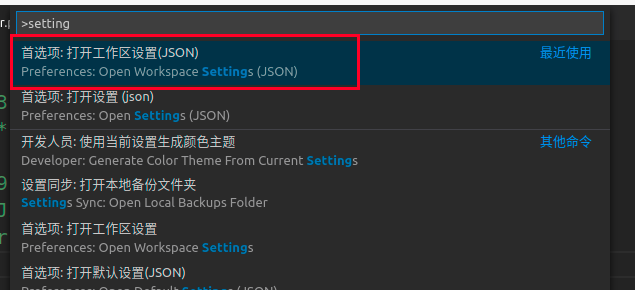 >setting
首选项: 打开工作区设置(JSON)
最近使用
Preferences: Open Workspace Settings (JSON)
首选项: 打开设置 (json)
Preferences: Open Settings (JSON)
开发人员: 使用当前设置生成颜色主题
其他命令
Developer: Generate Color Theme From Current Settings
设置同步: 打开本地备份文件夹
Settings Sync: Open Local Backups Folder
首选项: 打开工作区设置
Preferences: Open Workspace Settings
首选项: 打开默认设置(JSON)
Preferences: Open Default Settings (JSON)